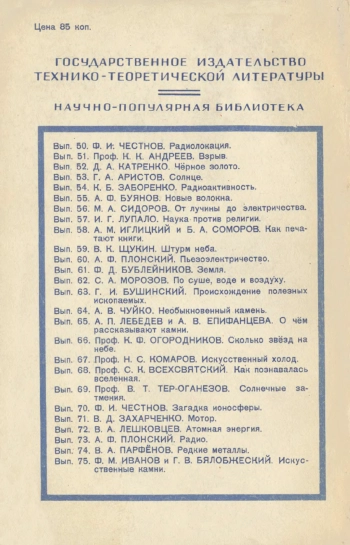 Цена 85 коп.
ГОСУДАРСТВЕННОЕ ИЗДАТЕЛЬСТВО
ТЕХНИКО-ТЕОРЕТИЧЕСКОЙ ЛИТЕРАТУРЫ
НАУЧНО-ПОПУЛЯРНАЯ БИБЛИОТЕКА
Вып. 50. Ф. И. ЧЕСТНОВ. Радиолокация.
Вып. 51. Проф. К. К. АНДРЕЕВ. Взрыв.
Вып. 52. Д. А. КАТРЕНКО. Чёрное золото.
Вып. 53. Г. А. АРИСТОВ. Солнце.
Вып. 54. К. Б. ЗАБОРЕНКО. Радиоактивность.
Вып. 55. А. Ф. БУЯНОВ. Новые волокна.
Вып. 56. М. А. СИДОРОВ. От лучины до электричества.
Вып. 57. И. Г. ЛУПАЛО. Наука против религии.
Вып. 58. А. М. ИГЛИЦКИЙ и Б. А. СОМОРОВ. Как печа-
тают книги.
Вып. 59. В. К. ЩУКИН. Штурм неба.
Вып. 60. А. Ф. ПЛОНСКИЙ. Пьезоэлектричество.
Вып. 61. Ф. Д. БУБЛЕЙНИКОВ. Земля.
Вып. 62. С. А. МОРОЗОВ. По суше, воде и воздуху.
Вып. 63. Г. И. БУШИНСКИЙ. Происхождение полезных
ископаемых.
Вып. 64. А. В. ЧУЙКО. Необыкновенный камень.
Вып. 65. А. П. ЛЕБЕДЕВ и А. В. ЕПИФАНЦЕВА. О чём
рассказывают камни.
Вып. 66. Проф. К. Ф. ОГОРОДНИКОВ. Сколько звёзд на
небе.
Вып. 67. Проф. Н. С. КОМАРОВ. Искусственный холод.
Вып. 68. Проф. С. К. ВСЕХСВЯТСКИЙ. Как познавалась
вселенная.
Вып. 69. Проф. В. Т. ТЕР-ОГАНЕЗОВ. Солнечные за-
тмения.
Вып. 70. Ф. И. ЧЕСТНОВ. Загадка ионосферы.
Вып. 71. В. Д. ЗАХАРЧЕНКО. Мотор.
Вып. 72. В. А. ЛЕШКОВЦЕВ. Атомная энергия.
Вып. 73. А. Ф. ПЛОНСКИЙ. Радио.
Вып. 74. В. А. ПАРФЁНОВ. Редкие металлы.
Вып. 75. Ф. М. ИВАНОВ и Г. В. БЯЛОБЖЕСКИЙ. Искус-
ственные камни.